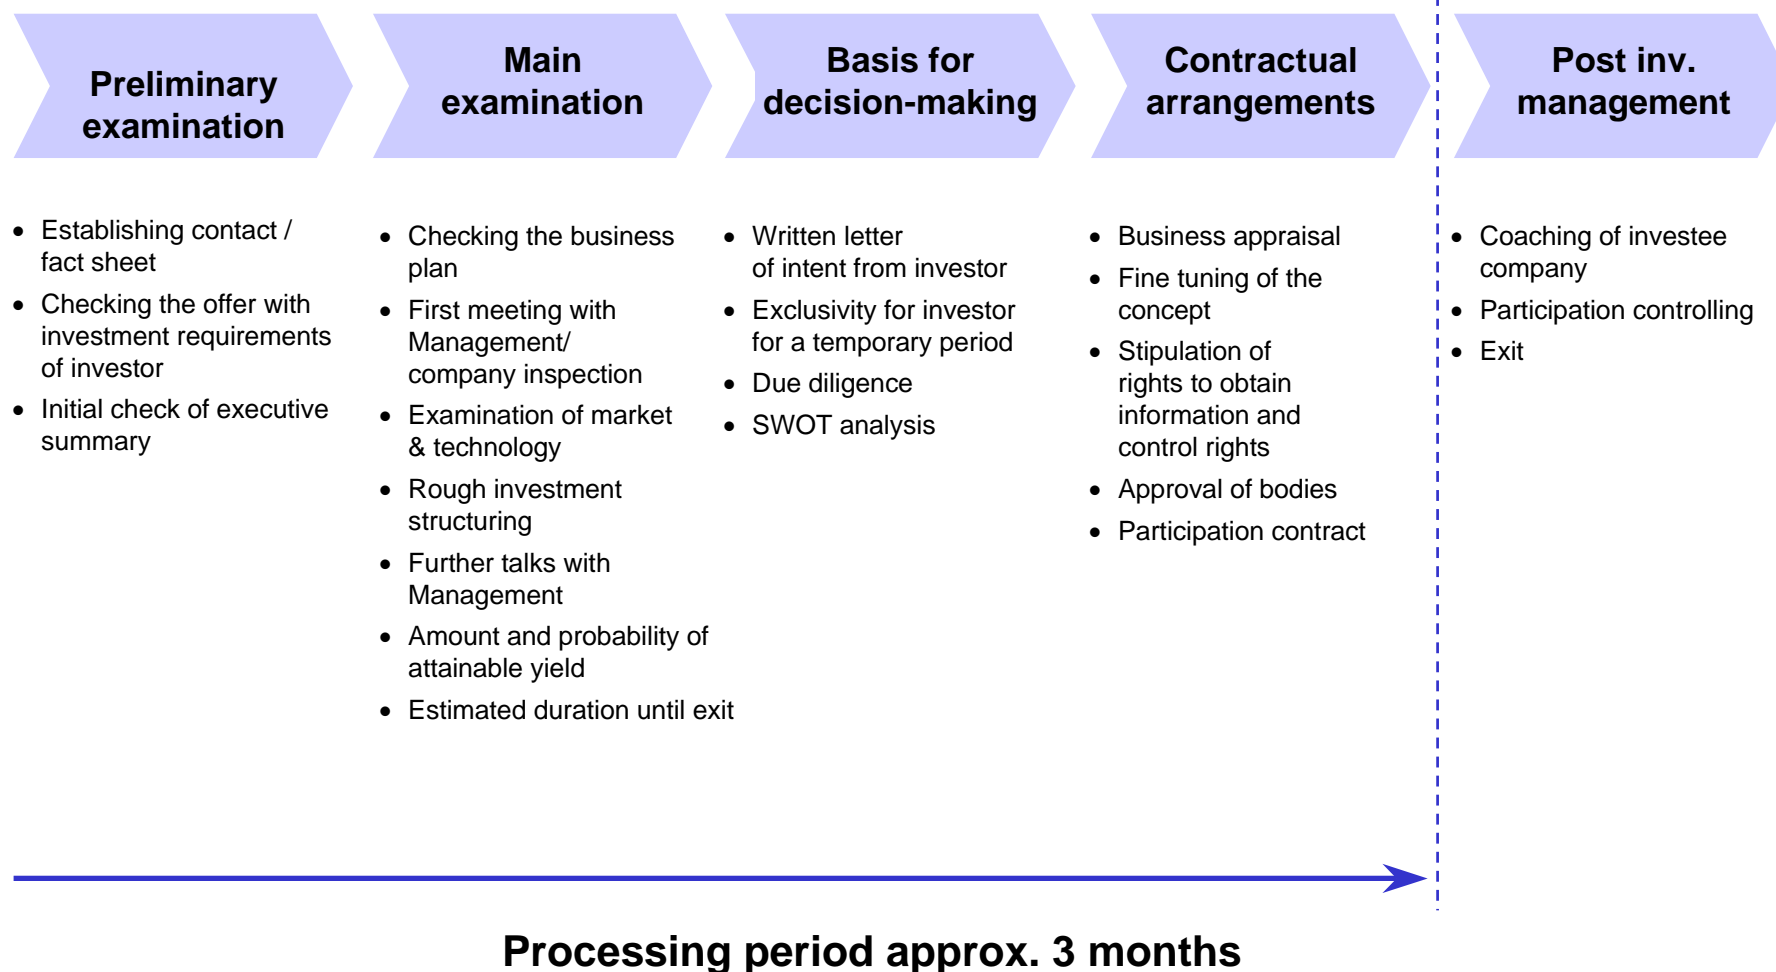 Preliminary
examination
Main
examination
Basis for
decision-making
Contractual
arrangements
Post inv.
management
• Establishing contact /
fact sheet
• Checking the offer with
investment requirements
of investor
• Initial check of executive
summary
• Checking the business
plan
• First meeting with
Management/
company inspection
• Examination of market
& technology
• Rough investment
structuring
• Further talks with
Management
• Amount and probability of
attainable yield
• Estimated duration until exit
• Written letter
of intent from investor
• Exclusivity for investor
for a temporary period
• Due diligence
• SWOT analysis
• Business appraisal
• Fine tuning of the
concept
• Stipulation of
rights to obtain
information and
control rights
• Approval of bodies
• Participation contract
• Coaching of investee
company
• Participation controlling
• Exit
Processing period approx. 3 months